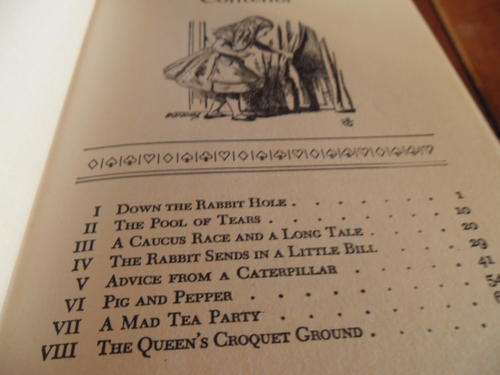 Contents
I DOWN THE RABBIT HOLE . . . . . . . 1
II THE POOL OF TEARS . . . . . . . 10
III A CAUCUS RACE AND A LONG TALE . . . . 20
IV THE RABBIT SENDS IN A LITTLE BILL . . . . 29
V ADVICE FROM A CATERPILLAR . . . . . 41
VI PIG AND PEPPER . . . . . . . 54
VII A MAD TEA PARTY . . . . . .
VIII THE QUEEN'S CROQUET GROUND . . . .